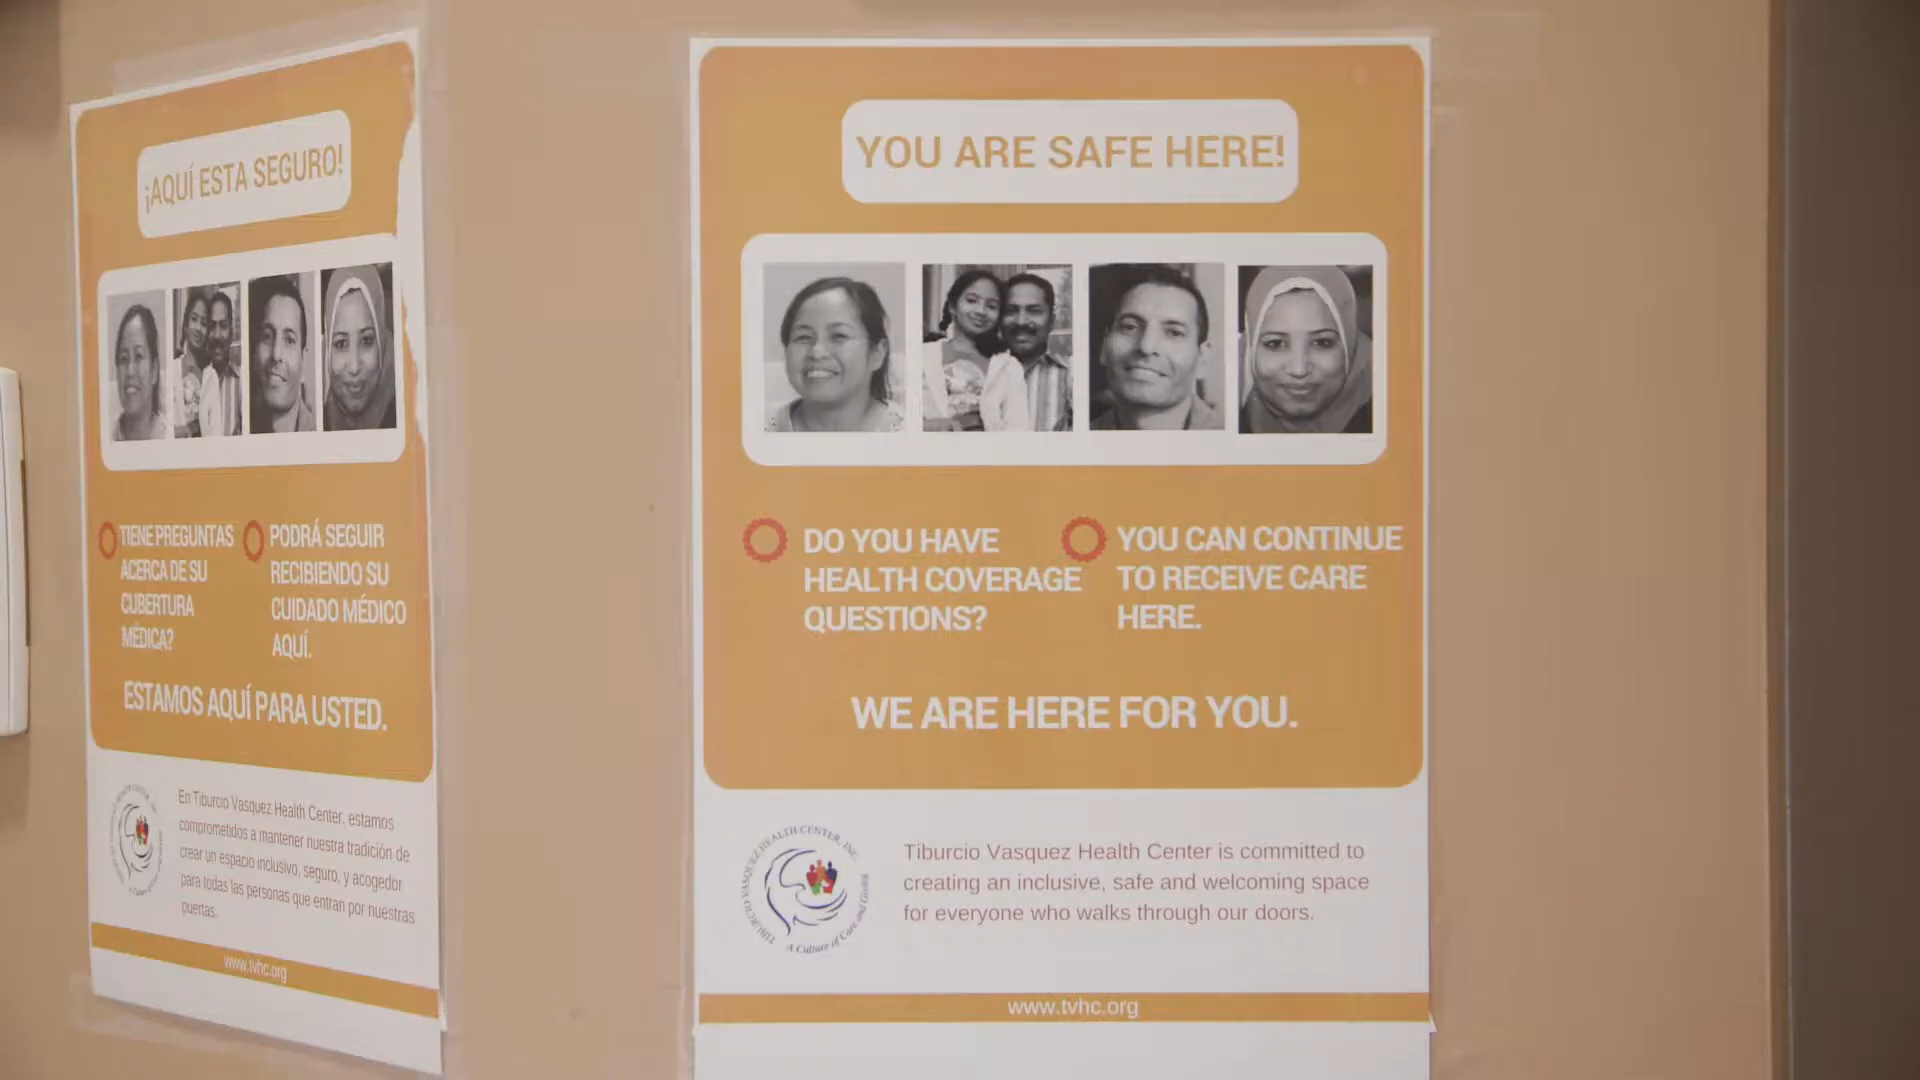 ¡AQUÍ ESTA SEGURO!
TIENE PREGUNTAS
ACERCA DE SU
CUBERTURA
MÉDICA?
PODRÁ SEGUIR
RECIBIENDO SU
CUIDADO MÉDICO
AQUÍ.
ESTAMOS AQUÍ PARA USTED.
En Tiburcio Vasquez Health Center, estamos
comprometidos a mantener nuestra tradición de
crear un espacio inclusivo, seguro, y acogedor
para todas las personas que entran por nuestras
puertas.
www.tvhc.org
YOU ARE SAFE HERE!
DO YOU HAVE
HEALTH COVERAGE
QUESTIONS?
YOU CAN CONTINUE
TO RECEIVE CARE
HERE.
WE ARE HERE FOR YOU.
TIBURCIO VASQUEZ HEALTH CENTER, INC.
A Culture of Care and Giving
Tiburcio Vasquez Health Center is committed to
creating an inclusive, safe and welcoming space
for everyone who walks through our doors.
www.tvhc.org